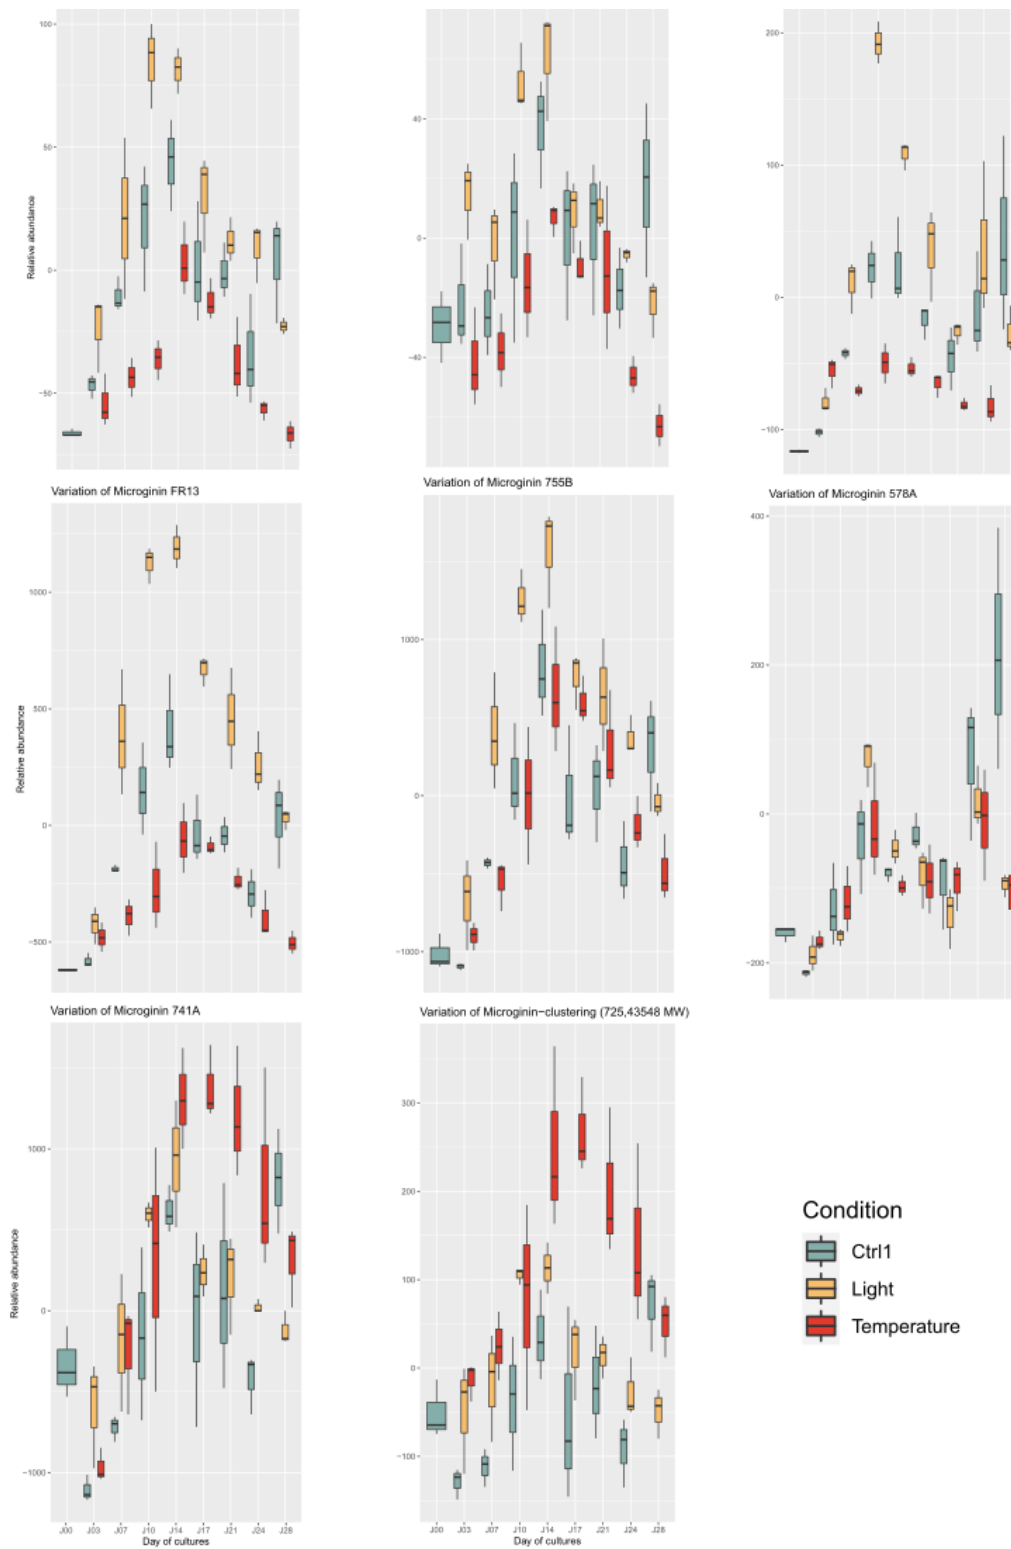 100
50
0
−50
Relative abundance
40
0
−40
200
100
0
−100
Variation of Microginin FR13
1000
500
0
−500
Relative abundance
Variation of Microginin 755B
1000
0
−1000
Variation of Microginin 578A
400
200
0
−200
Variation of Microginin 741A
1000
0
−1000
Relative abundance
J00 J03 J07 J10 J14 J17 J21 J24 J28
Day of cultures
Variation of Microginin−clustering (725,43548 MW)
300
200
100
0
−100
J00 J03 J07 J10 J14 J17 J21 J24 J28
Day of cultures
Condition
Ctrl1
Light
Temperature